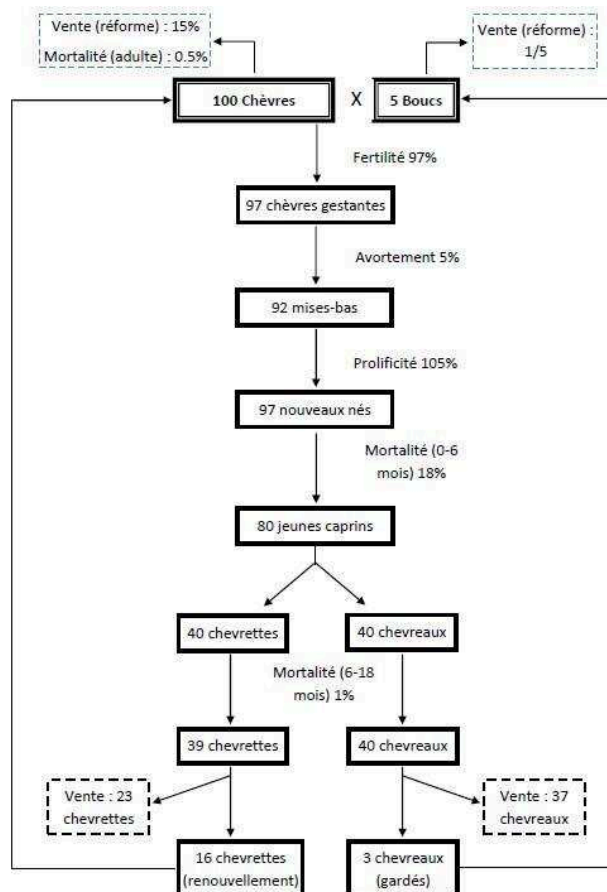 Vente (réforme) : 15%
Mortalité (adulte) : 0.5%
Vente (réforme) :
1/5
100 Chèvres
X
5 Boucs
Fertilité 97%
97 chèvres gestantes
Avortement 5%
92 mises-bas
Prolificité 105%
97 nouveaux nés
Mortalité (0-6
mois) 18%
80 jeunes caprins
40 chevrettes
40 chevreaux
Mortalité (6-18
mois) 1%
39 chevrettes
40 chevreaux
Vente : 23
chevrettes
Vente : 37
chevreaux
16 chevrettes
(renouvellement)
3 chevreaux
(gardés)